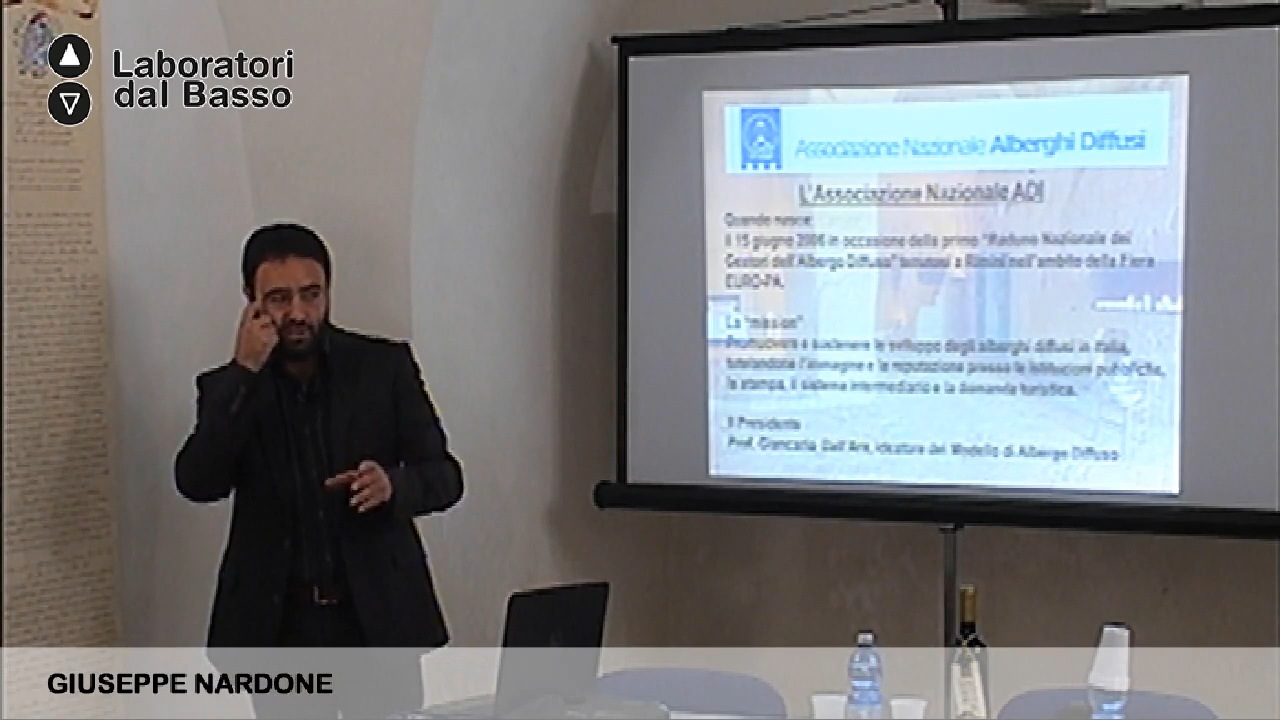 Laboratori
dal Basso
Associazione Nazionale Alberghi Diffusi
L'Associazione Nazionale ADI
Quando nasce:
Il 15 giugno 2006 in occasione della primo "Raduno Nazionale dei
Gestori dell'Albergo Diffuso" tenutosi a Rimini nell'ambito della Fiera
EURO-PA.
La "mission"
Promuovere e sostenere lo sviluppo degli alberghi diffusi in Italia,
tutelandone l'immagine e la reputazione presso le istituzioni pubbliche,
la stampa, il sistema intermediario e la domanda turistica.
Il Presidente
Prof. Giancarlo Dall'Ara, ideatore del Modello di Albergo Diffuso
GIUSEPPE NARDONE